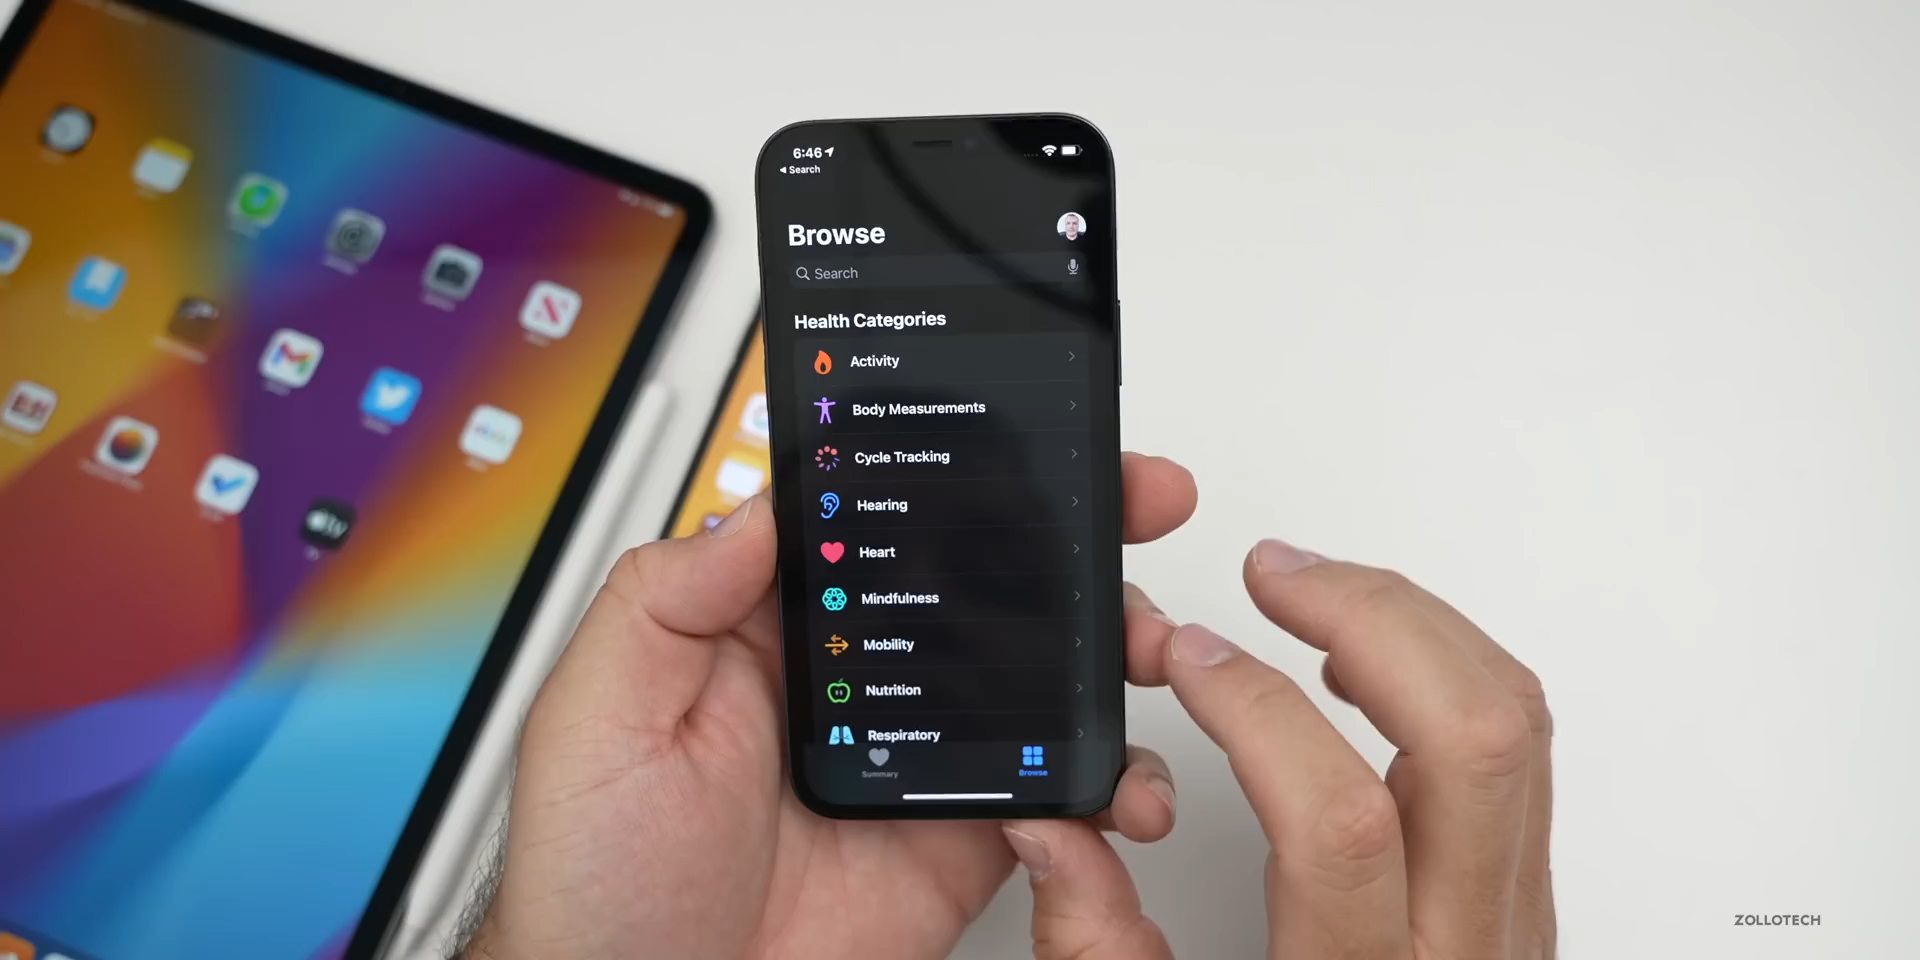 6:46
Search
Browse
Search
Health Categories
Activity
Body Measurements
Cycle Tracking
Hearing
Heart
Mindfulness
Mobility
Nutrition
Respiratory
Summary
Browse
ZOLLOTECH